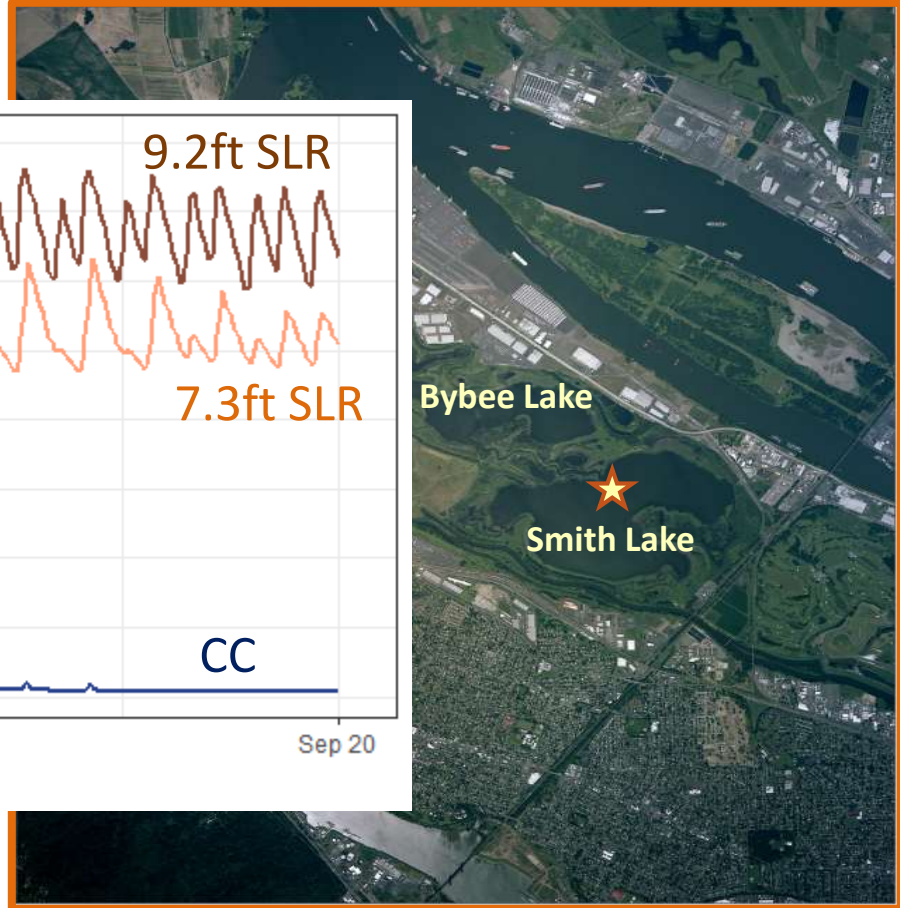 9.2ft SLR
7.3ft SLR
Bybee Lake
Smith Lake
CC
Sep 20